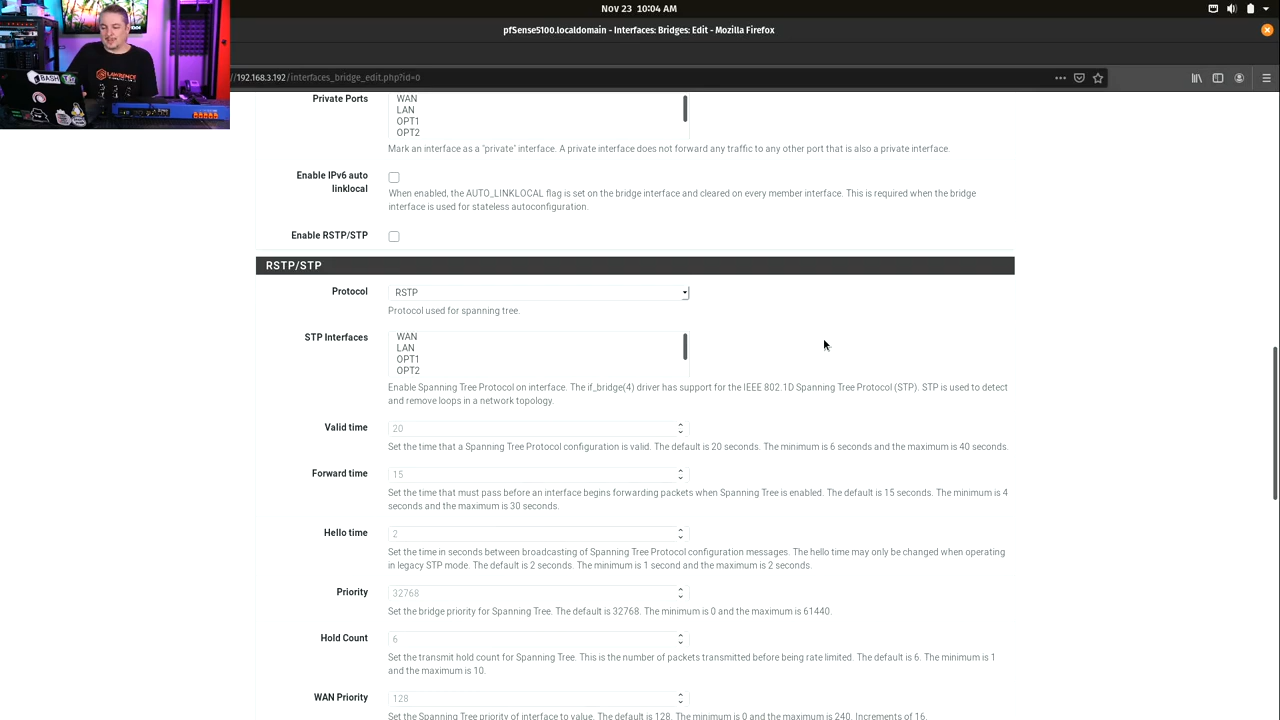 Nov 23 10:04 AM
pfSense5100.localdomain - Interfaces: Bridges: Edit - Mozilla Firefox
192.168.3.192/interfaces_bridge_edit.php?id=0
BASH
LAWRENCE
Private Ports
WAN
LAN
OPT1
OPT2
Mark an interface as a "private" interface. A private interface does not forward any traffic to any other port that is also a private interface.
Enable IPv6 auto
linklocal
When enabled, the AUTO_LINKLOCAL flag is set on the bridge interface and cleared on every member interface. This is required when the bridge
interface is used for stateless autoconfiguration.
Enable RSTP/STP
RSTP/STP
Protocol
RSTP
Protocol used for spanning tree.
STP Interfaces
WAN
LAN
OPT1
OPT2
Enable Spanning Tree Protocol on interface. The if_bridge(4) driver has support for the IEEE 802.1D Spanning Tree Protocol (STP). STP is used to detect
and remove loops in a network topology.
Valid time
20
Set the time that a Spanning Tree Protocol configuration is valid. The default is 20 seconds. The minimum is 6 seconds and the maximum is 40 seconds.
Forward time
15
Set the time that must pass before an interface begins forwarding packets when Spanning Tree is enabled. The default is 15 seconds. The minimum is 4
seconds and the maximum is 30 seconds.
Hello time
2
Set the time in seconds between broadcasting of Spanning Tree Protocol configuration messages. The hello time may only be changed when operating
in legacy STP mode. The default is 2 seconds. The minimum is 1 second and the maximum is 2 seconds.
Priority
32768
Set the bridge priority for Spanning Tree. The default is 32768. The minimum is 0 and the maximum is 61440.
Hold Count
6
Set the transmit hold count for Spanning Tree. This is the number of packets transmitted before being rate limited. The default is 6. The minimum is 1
and the maximum is 10.
WAN Priority
128
Set the Spanning Tree priority of interface to value. The default is 128. The minimum is 0 and the maximum is 240. Increments of 16.